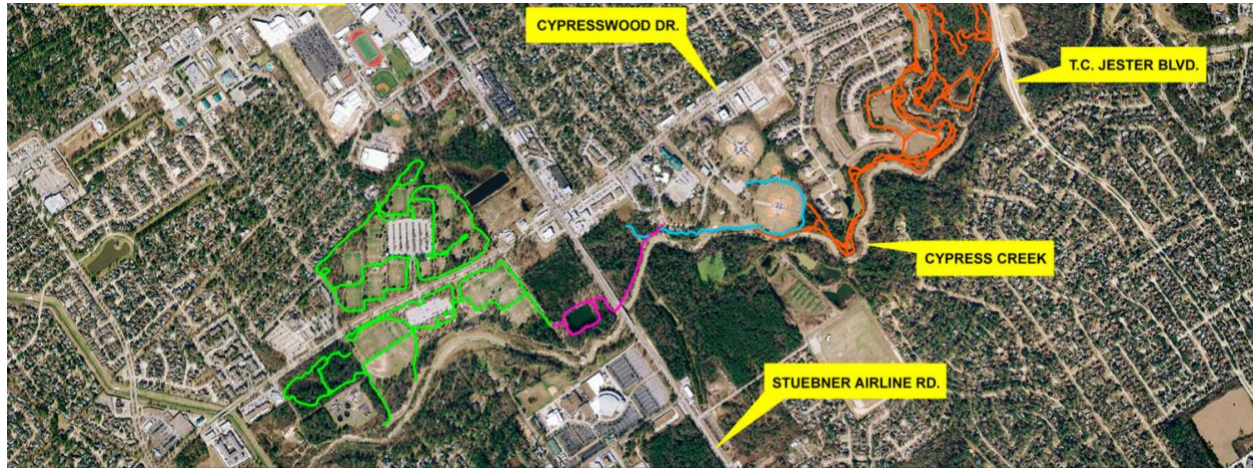 CYPRESSWOOD DR.
T.C. JESTER BLVD.
CYPRESS CREEK
STUEBNER AIRLINE RD.